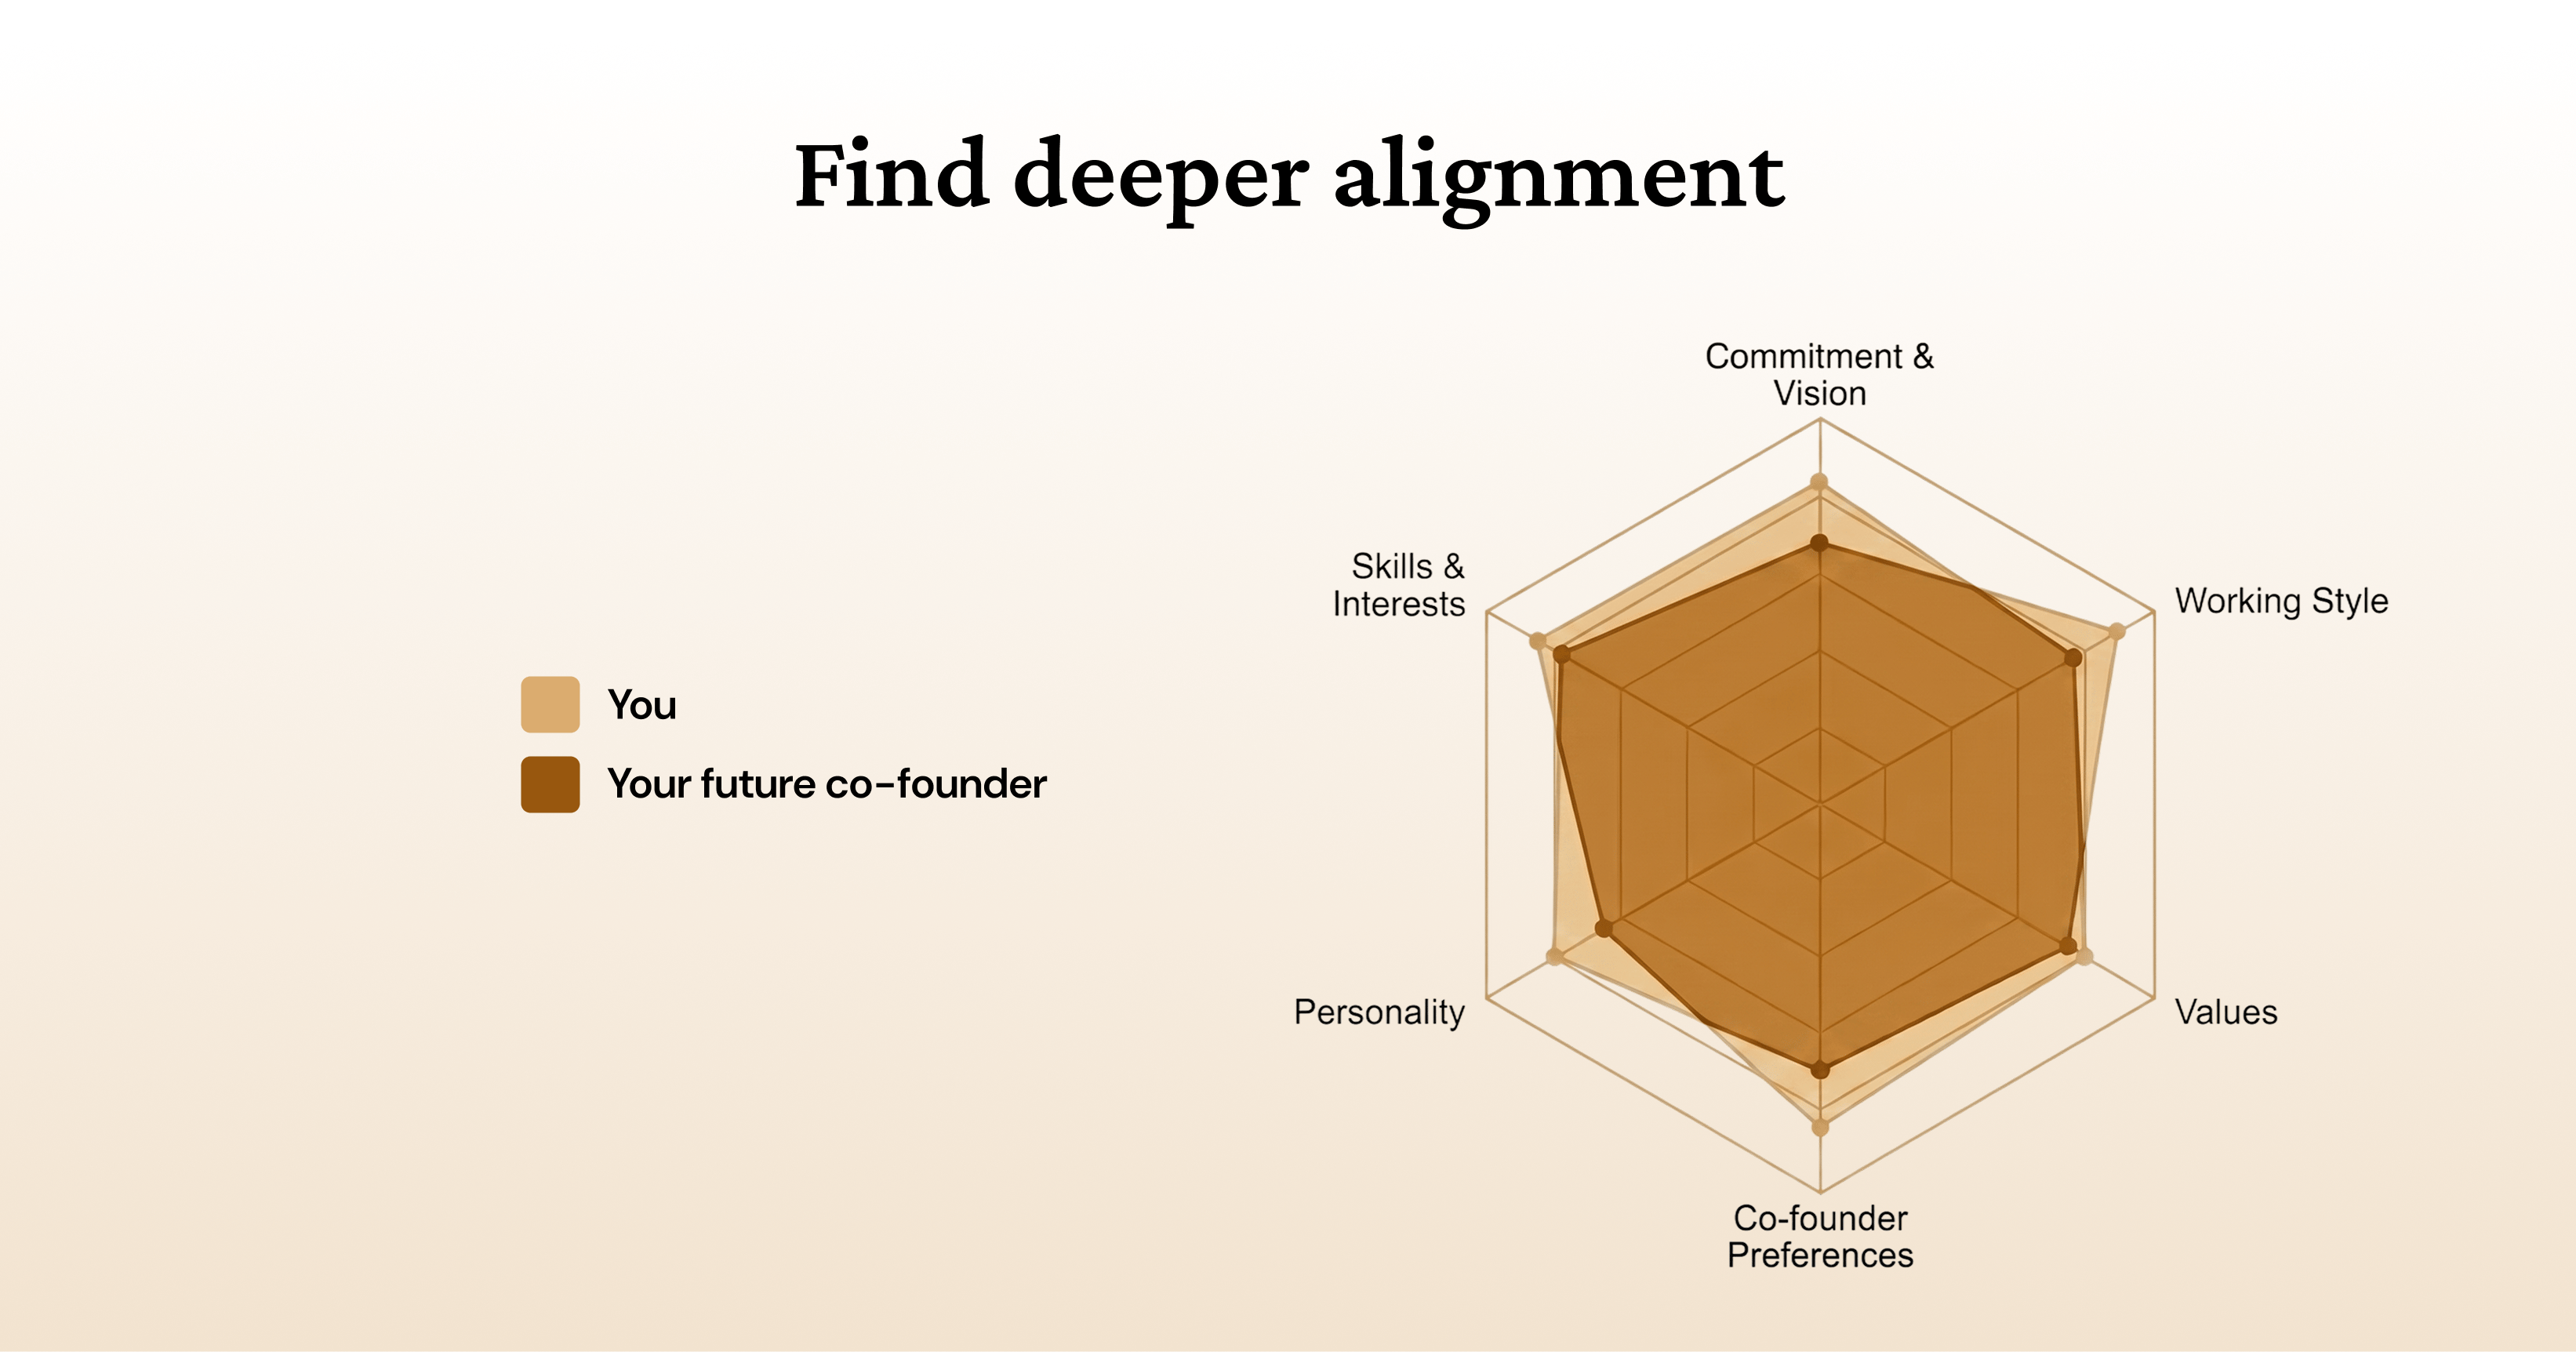 Find deeper alignment
You
Your future co-founder
Commitment &
Vision
Skills &
Interests
Working Style
Personality
Values
Co-founder
Preferences